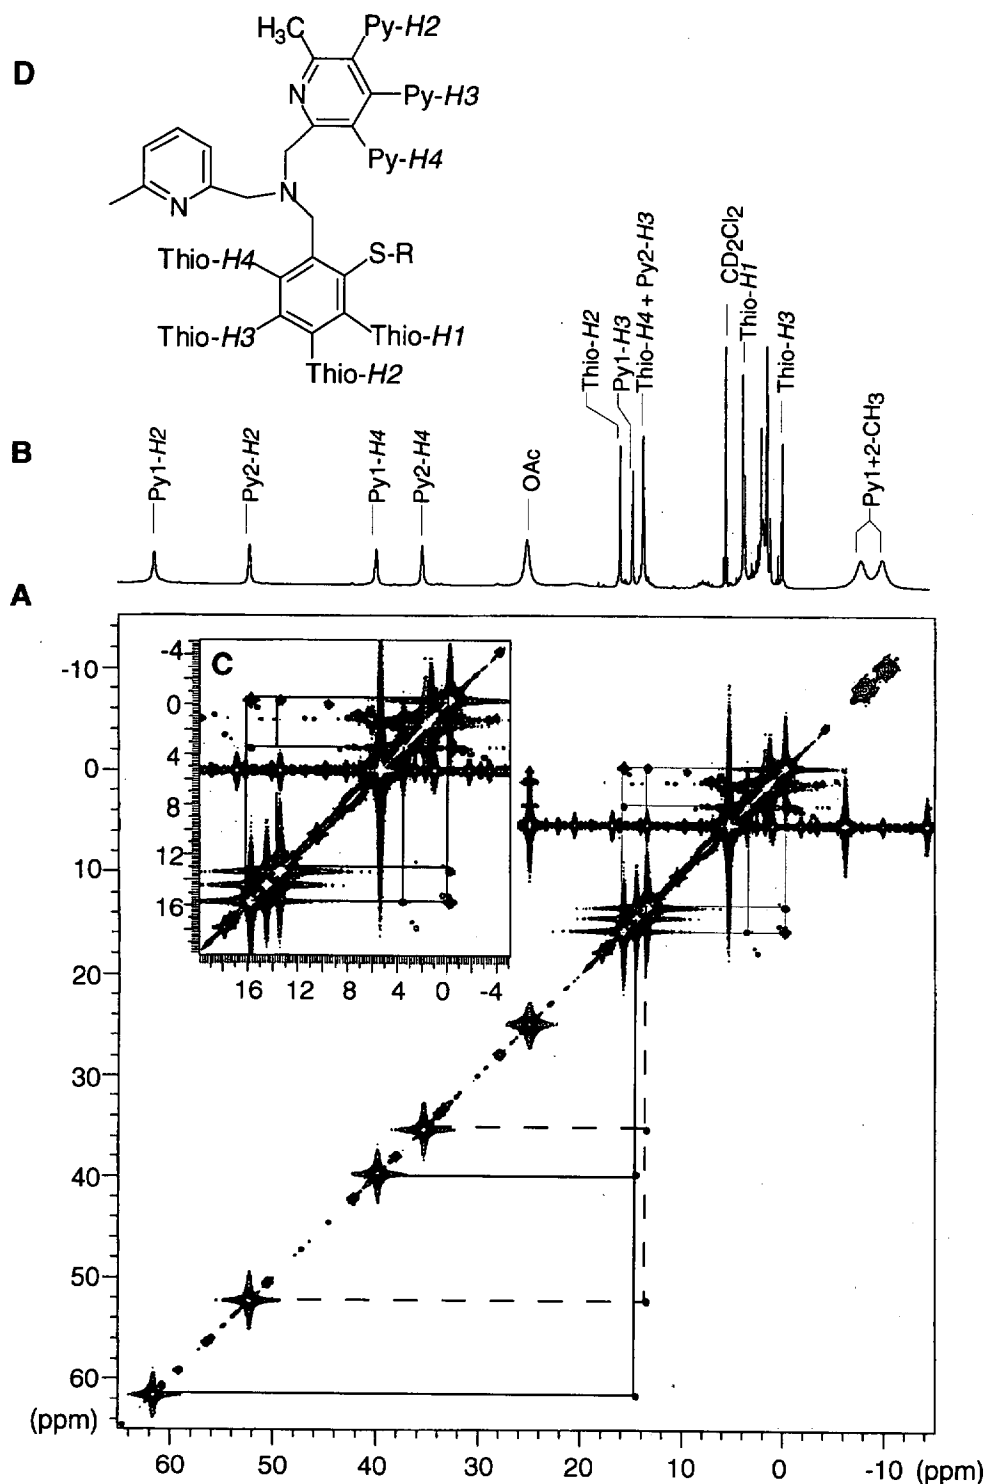 D
H3C
Py-H2
N
Py-H3
Py-H4
N
N
Thio-H4
S-R
Thio-H3
Thio-H1
Thio-H2
B
Py1-H2
Py2-H2
Py1-H4
Py2-H4
OAc
Thio-H2
Py1-H3
Thio-H4 + Py2-H3
CD2Cl2
Thio-H1
Thio-H3
Py1+2-CH3
A
C
-4
0
4
8
12
16
16 12 8 4 0 -4
-10
0
10
20
30
40
50
60
(ppm)
60 50 40 30 20 10 0 -10 (ppm)